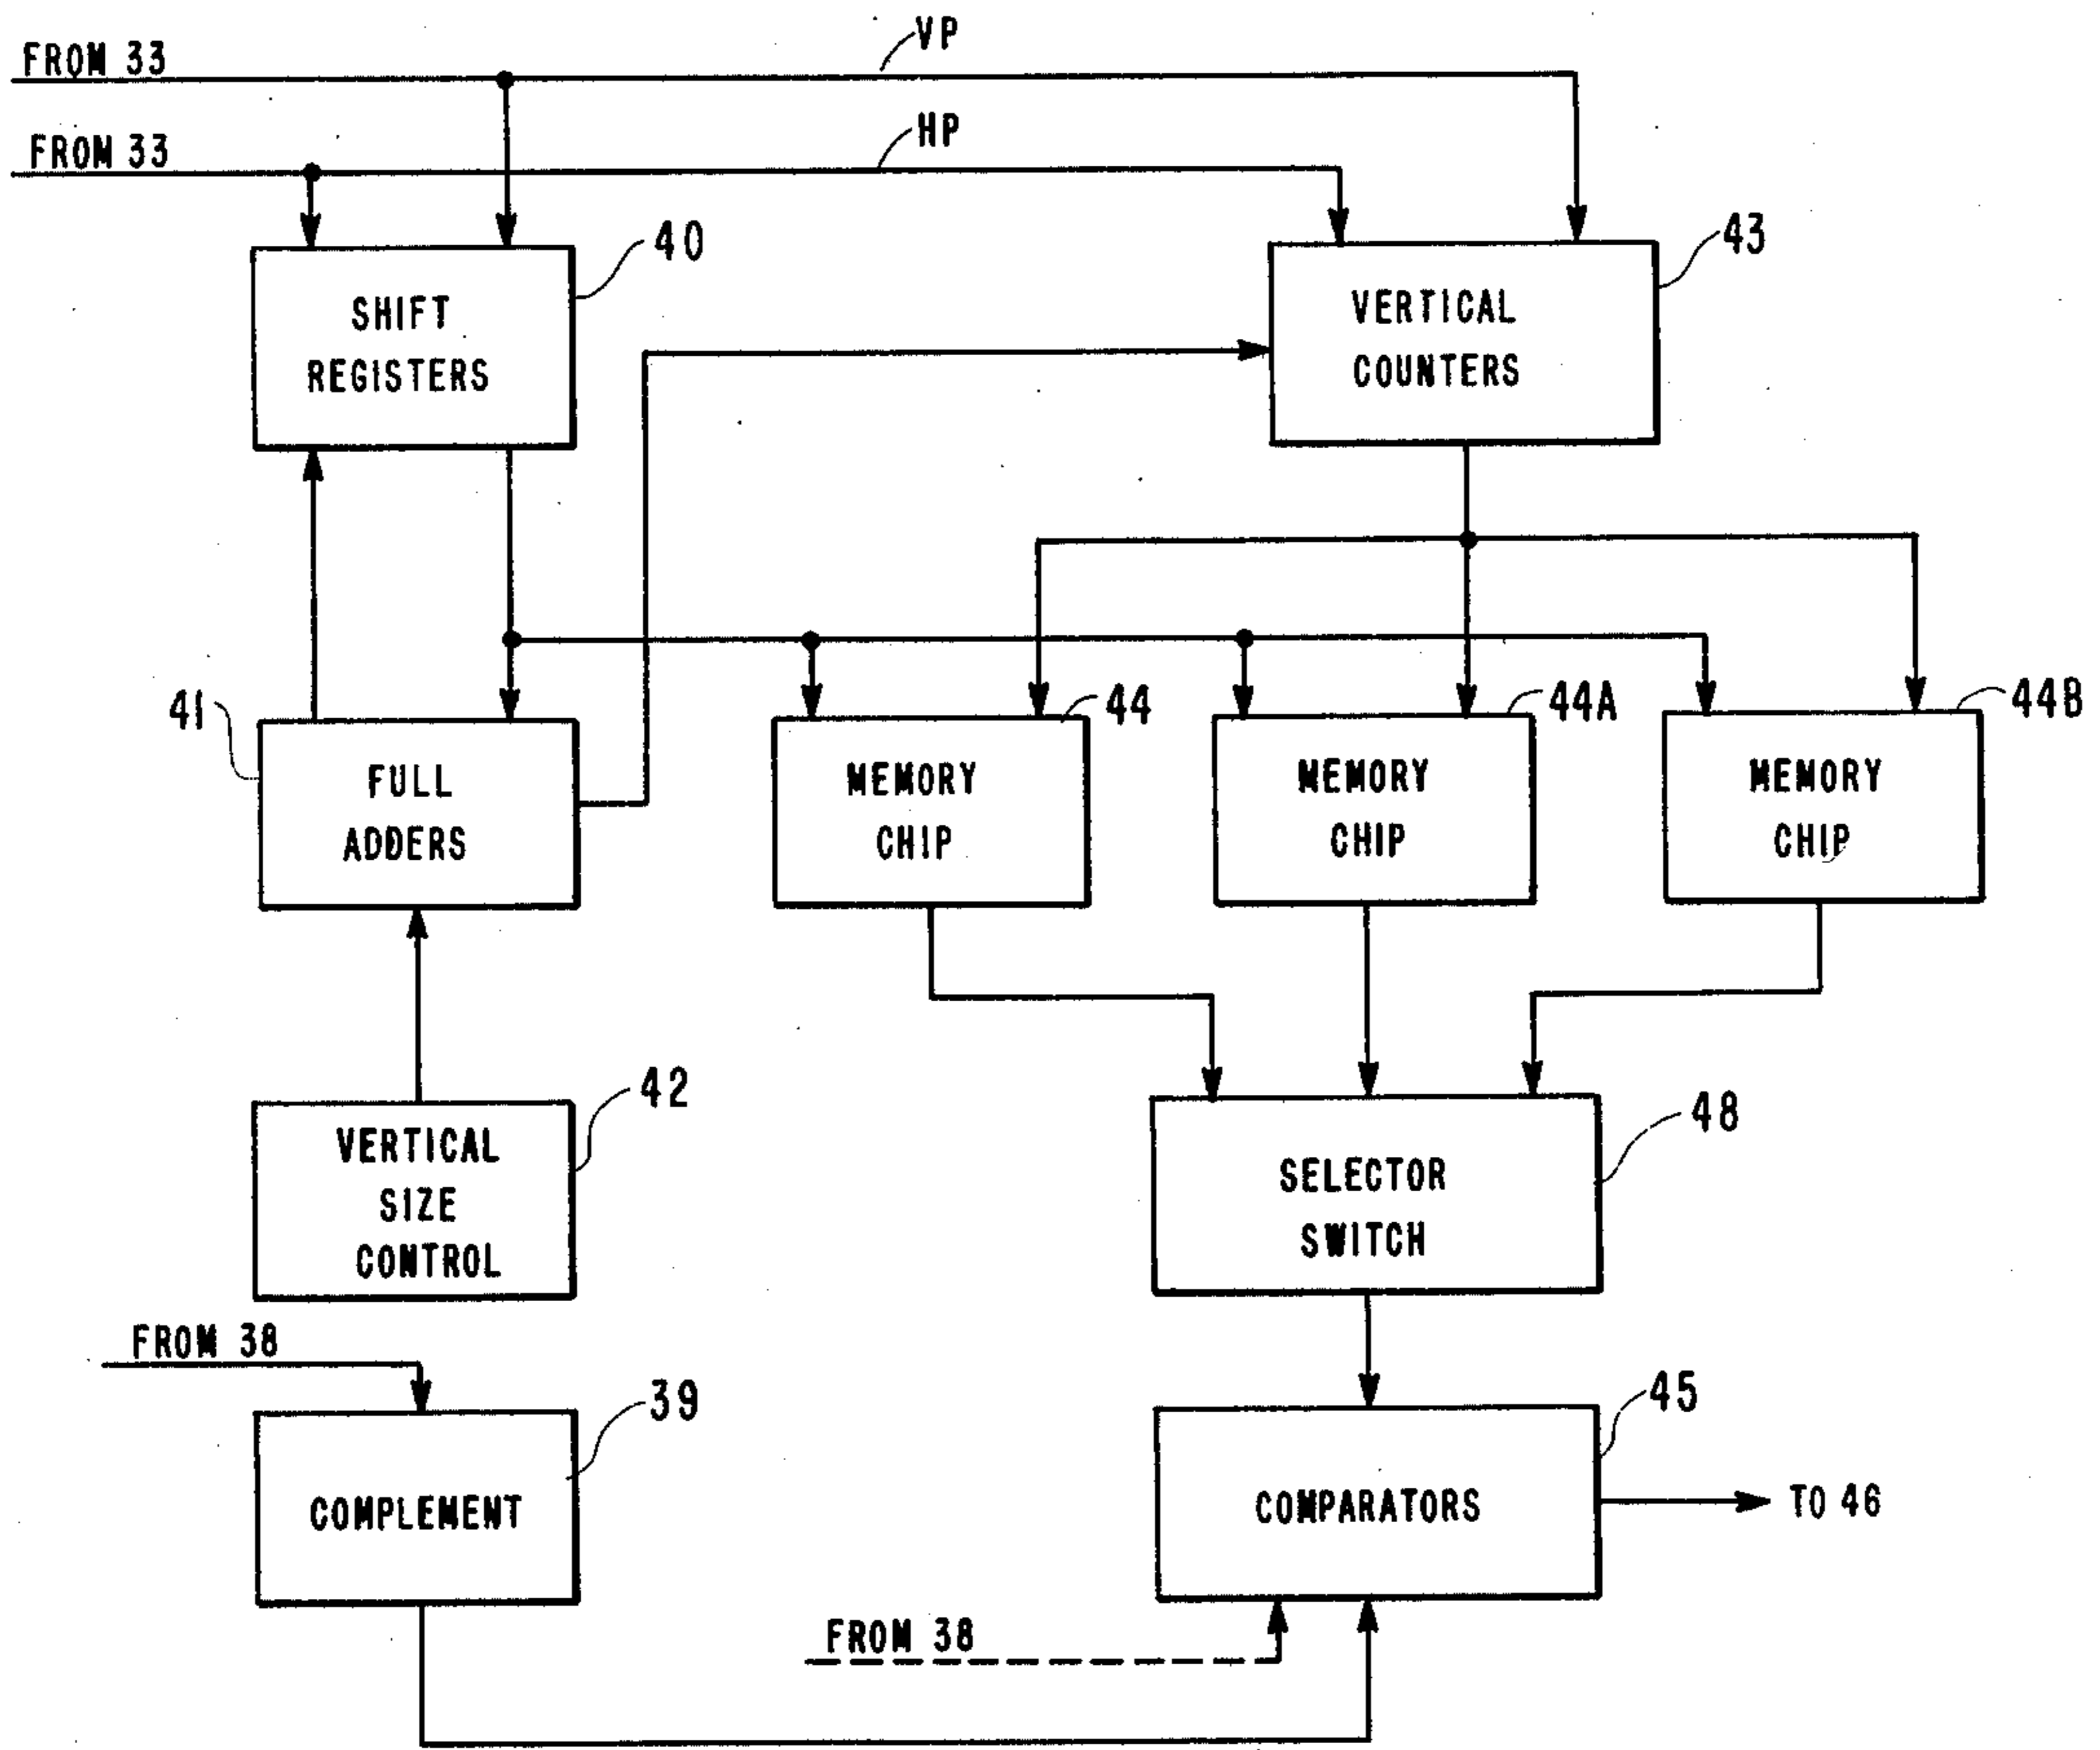 FROM 33
VP
FROM 33
HP
40
SHIFT
REGISTERS
43
VERTICAL
COUNTERS
41
FULL
ADDERS
44
MEMORY
CHIP
44A
MEMORY
CHIP
44B
MEMORY
CHIP
42
VERTICAL
SIZE
CONTROL
48
SELECTOR
SWITCH
FROM 38
39
COMPLEMENT
45
COMPARATORS
TO 46
FROM 38